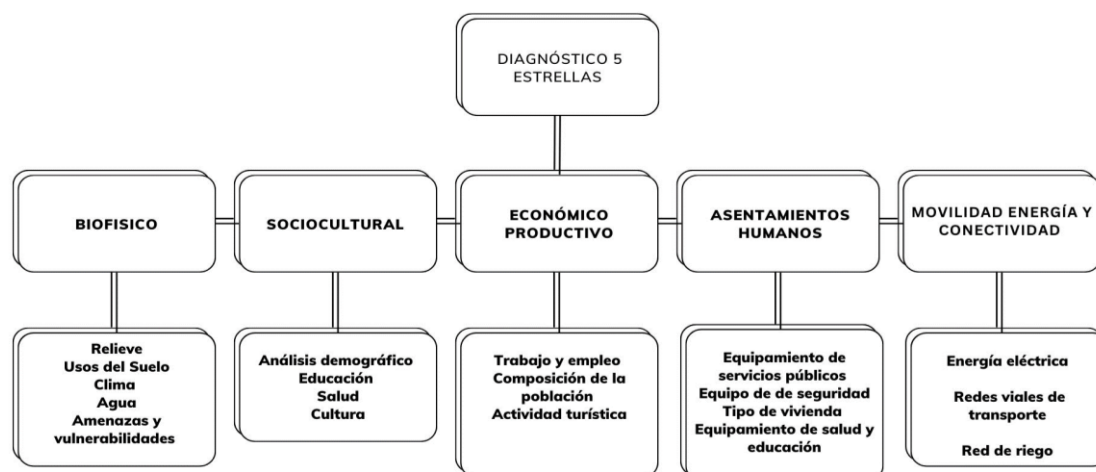 DIAGNÓSTICO 5
ESTRELLAS
BIOFISICO
SOCIOCULTURAL
ECONÓMICO
PRODUCTIVO
ASENTAMIENTOS
HUMANOS
MOVILIDAD ENERGÍA Y
CONECTIVIDAD
Relieve
Usos del Suelo
Clima
Agua
Amenazas y
vulnerabilidades
Análisis demográfico
Educación
Salud
Cultura
Trabajo y empleo
Composición de la
población
Actividad turística
Equipamiento de
servicios públicos
Equipo de de seguridad
Tipo de vivienda
Equipamiento de salud y
educación
Energía eléctrica
Redes viales de
transporte
Red de riego